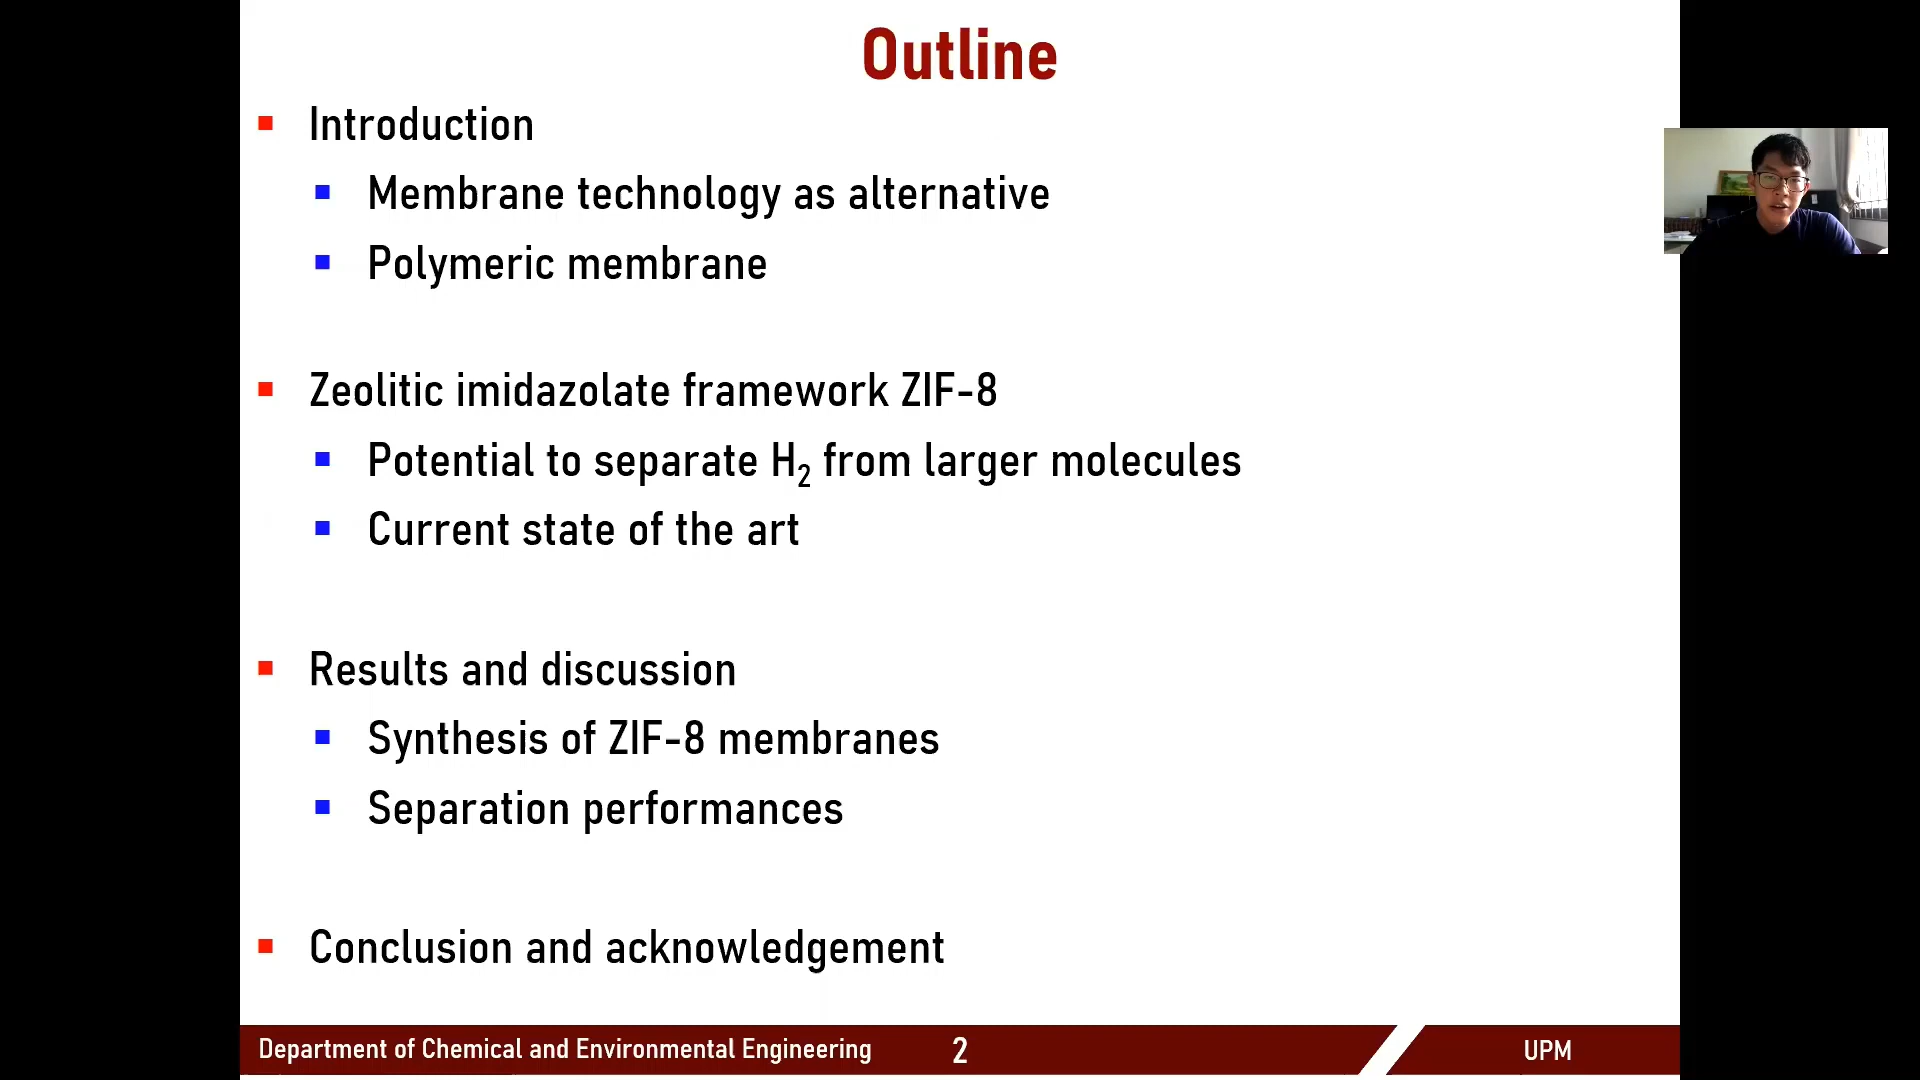 Outline
Introduction
Membrane technology as alternative
Polymeric membrane
Zeolitic imidazolate framework ZIF-8
Potential to separate H₂ from larger molecules
Current state of the art
Results and discussion
Synthesis of ZIF-8 membranes
Separation performances
Conclusion and acknowledgement
Department of Chemical and Environmental Engineering 2 UPM